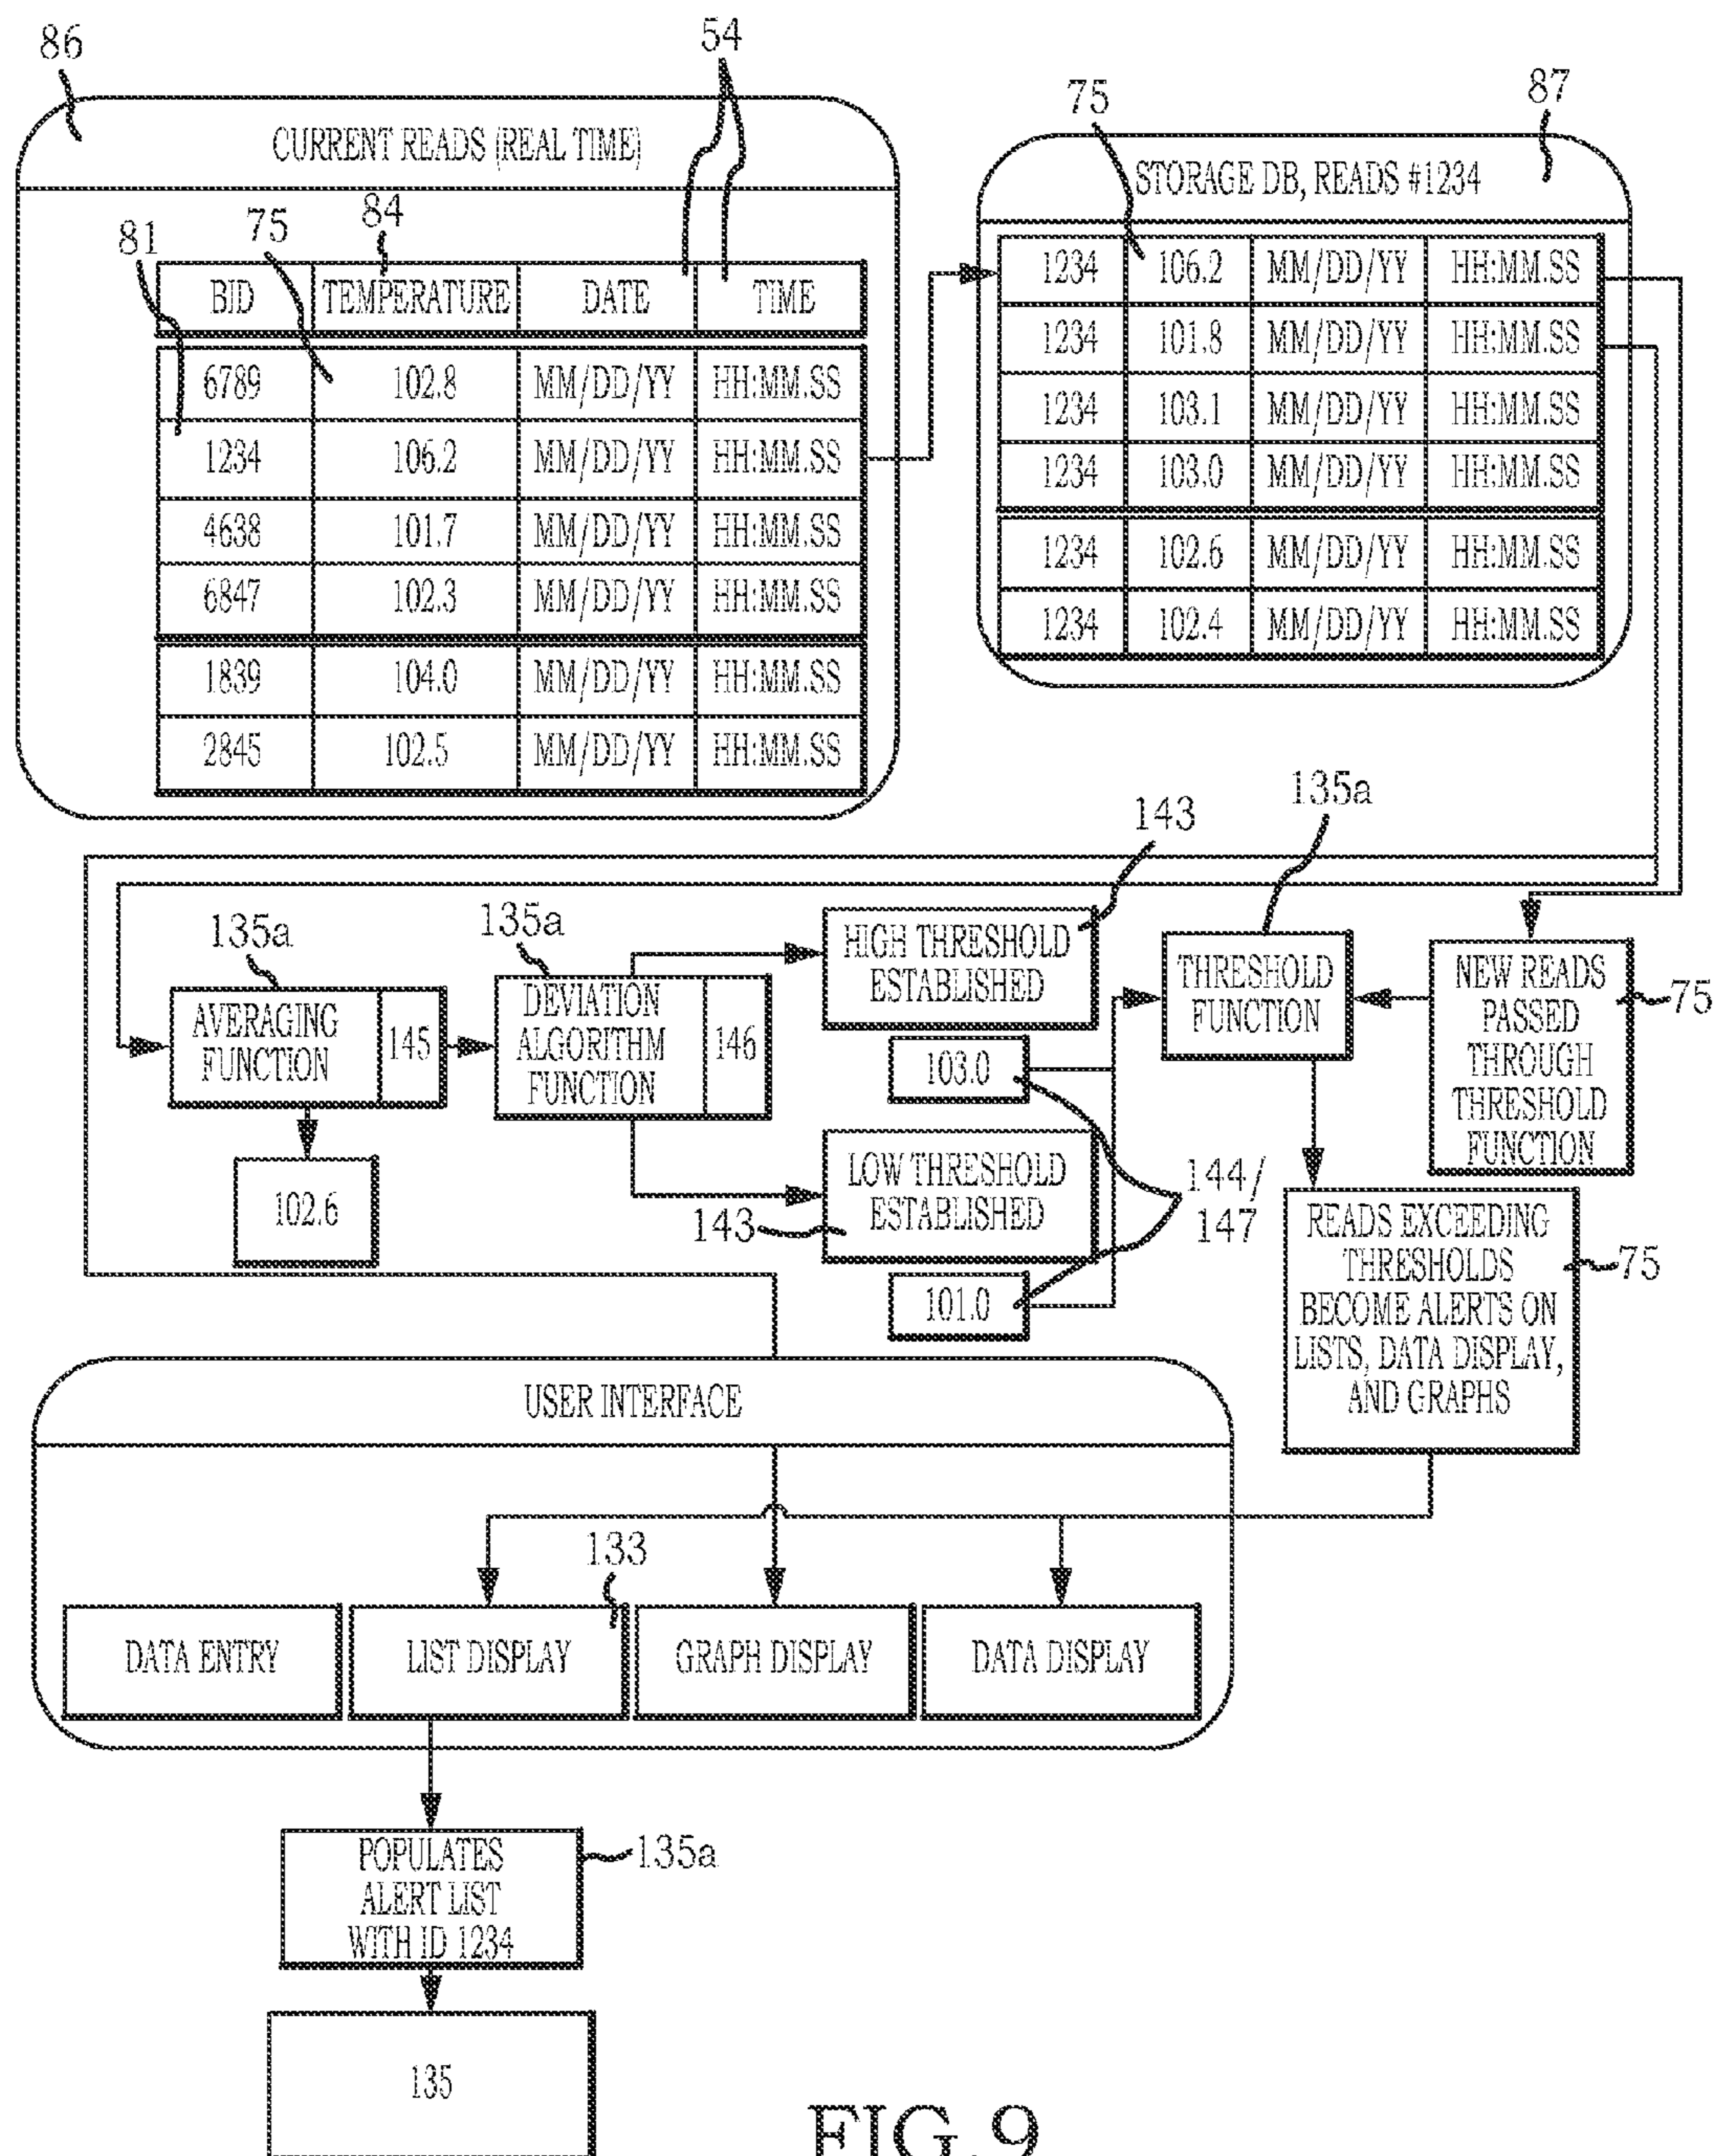 86
54
75
87
CURRENT READS (REAL TIME)
STORAGE DB, READS #1234
81
75
84
BID TEMPERATURE DATE TIME
6789 102.8 MM/DD/YY HH:MM.SS
1234 106.2 MM/DD/YY HH:MM.SS
4638 101.7 MM/DD/YY HH:MM.SS
6847 102.3 MM/DD/YY HH:MM.SS
1839 104.0 MM/DD/YY HH:MM.SS
2845 102.5 MM/DD/YY HH:MM.SS
1234 106.2 MM/DD/YY HH:MM.SS
1234 101.8 MM/DD/YY HH:MM.SS
1234 103.1 MM/DD/YY HH:MM.SS
1234 103.0 MM/DD/YY HH:MM.SS
1234 102.6 MM/DD/YY HH:MM.SS
1234 102.4 MM/DD/YY HH:MM.SS
135a
135a
143
135a
AVERAGING
FUNCTION
145
102.6
DEVIATION
ALGORITHM
FUNCTION
146
HIGH THRESHOLD
ESTABLISHED
103.0
LOW THRESHOLD
ESTABLISHED
143
101.0
144/
147
THRESHOLD
FUNCTION
NEW READS
PASSED
THROUGH
THRESHOLD
FUNCTION
75
READS EXCEEDING
THRESHOLDS
BECOME ALERTS ON
LISTS, DATA DISPLAY,
AND GRAPHS
75
USER INTERFACE
133
DATA ENTRY
LIST DISPLAY
GRAPH DISPLAY
DATA DISPLAY
POPULATES
ALERT LIST
WITH ID 1234
135a
135
FIG. 9